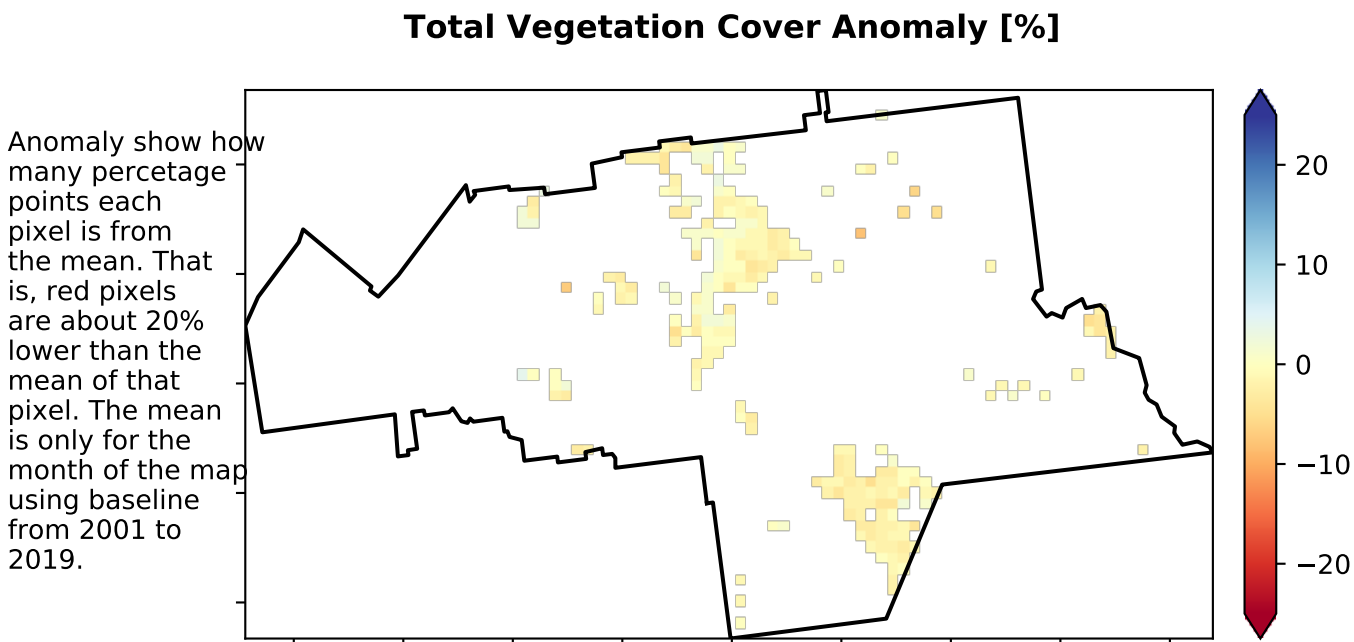 Total Vegetation Cover Anomaly [%]
Anomaly show how
many percetage
points each
pixel is from
the mean. That
is, red pixels
are about 20%
lower than the
mean of that
pixel. The mean
is only for the
month of the map
using baseline
from 2001 to
2019.
20
10
0
−10
−20